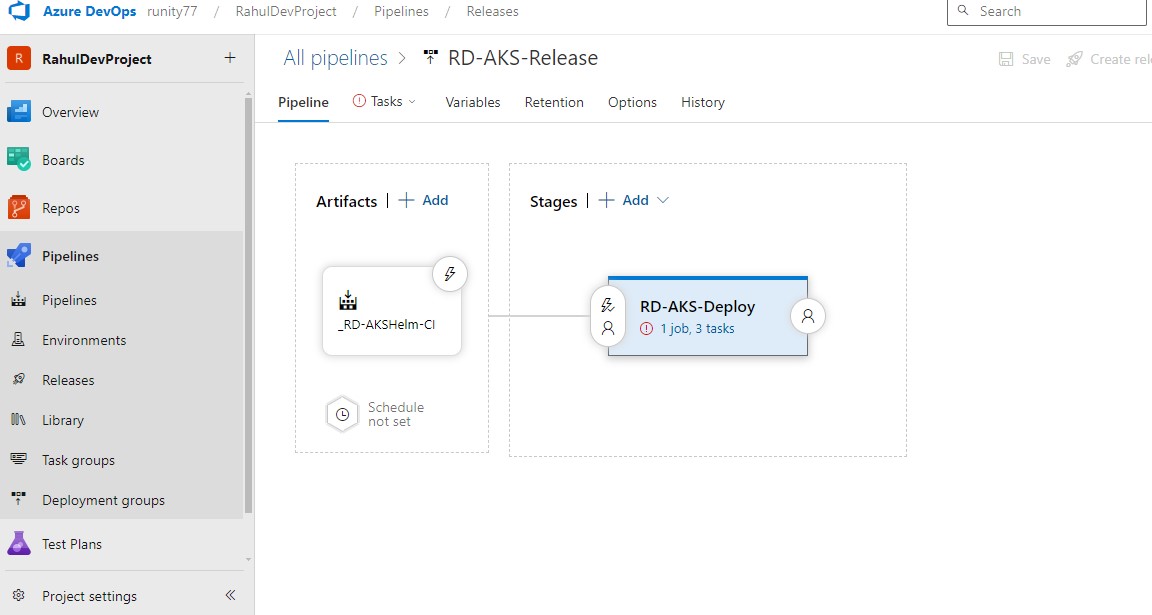 Azure DevOps runity77 / RahulDevProject / Pipelines / Releases
Search
R RahulDevProject +
Overview
Boards
Repos
Pipelines
Pipelines
Environments
Releases
Library
Task groups
Deployment groups
Test Plans
Project settings
All pipelines > RD-AKS-Release
Save Create rele
Pipeline Tasks Variables Retention Options History
Artifacts | + Add
_RD-AKSHelm-CI
Schedule
not set
Stages | + Add
RD-AKS-Deploy
1 job, 3 tasks